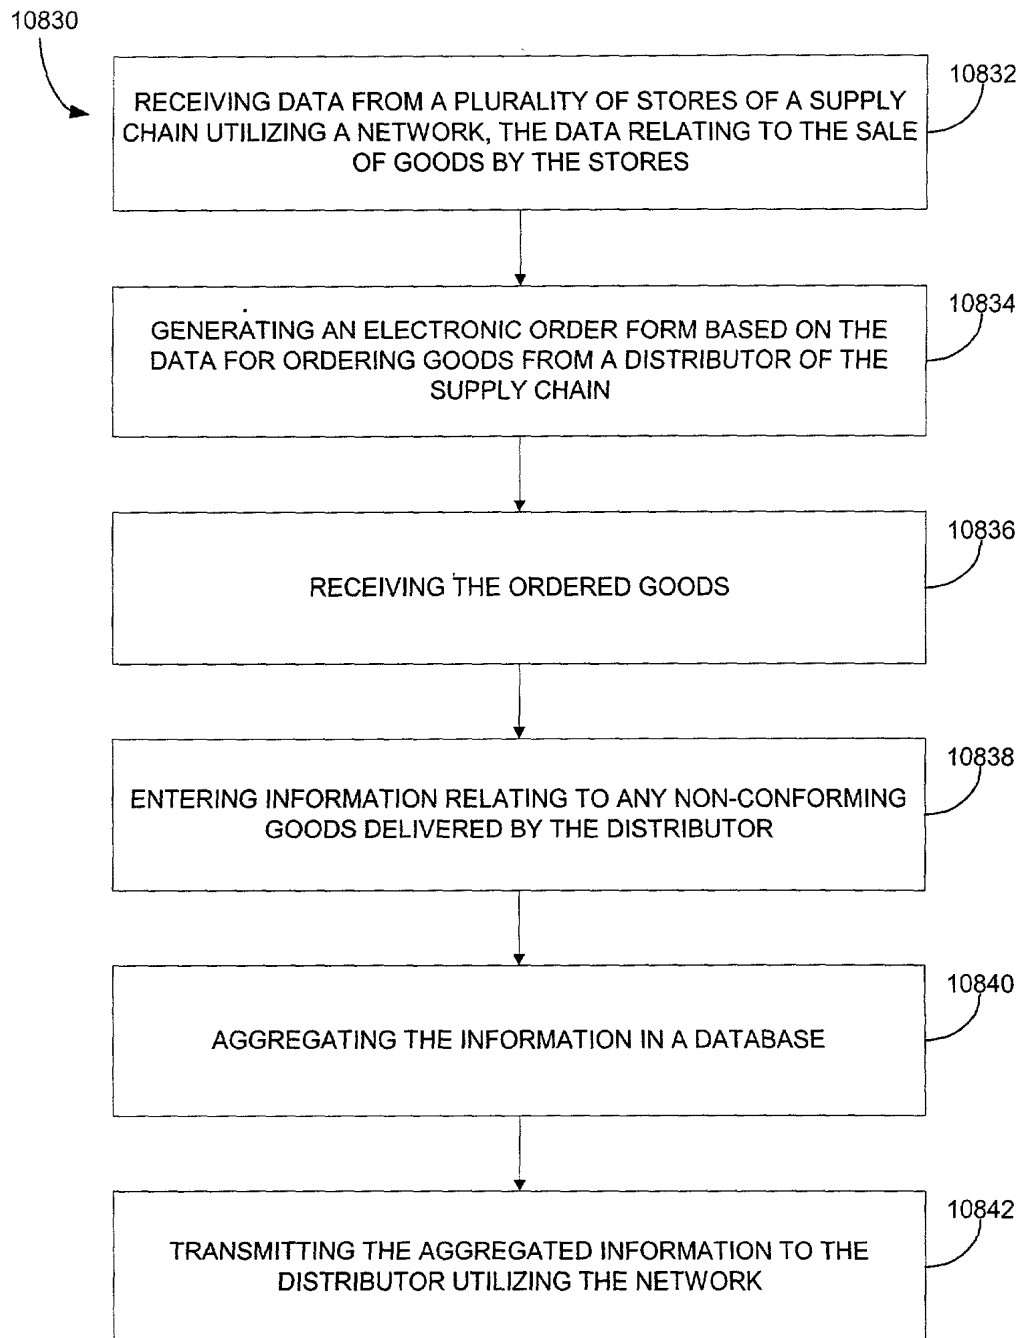 10830
10832
RECEIVING DATA FROM A PLURALITY OF STORES OF A SUPPLY
CHAIN UTILIZING A NETWORK, THE DATA RELATING TO THE SALE
OF GOODS BY THE STORES
10834
GENERATING AN ELECTRONIC ORDER FORM BASED ON THE
DATA FOR ORDERING GOODS FROM A DISTRIBUTOR OF THE
SUPPLY CHAIN
10836
RECEIVING THE ORDERED GOODS
10838
ENTERING INFORMATION RELATING TO ANY NON-CONFORMING
GOODS DELIVERED BY THE DISTRIBUTOR
10840
AGGREGATING THE INFORMATION IN A DATABASE
10842
TRANSMITTING THE AGGREGATED INFORMATION TO THE
DISTRIBUTOR UTILIZING THE NETWORK